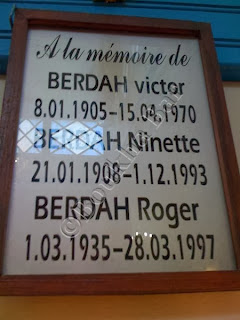 A la mémoire de
BERDAH victor
8.01.1905-15.04.1970
BERDAH Ninette
21.01.1908-1.12.1993
BERDAH Roger
1.03.1935-28.03.1997